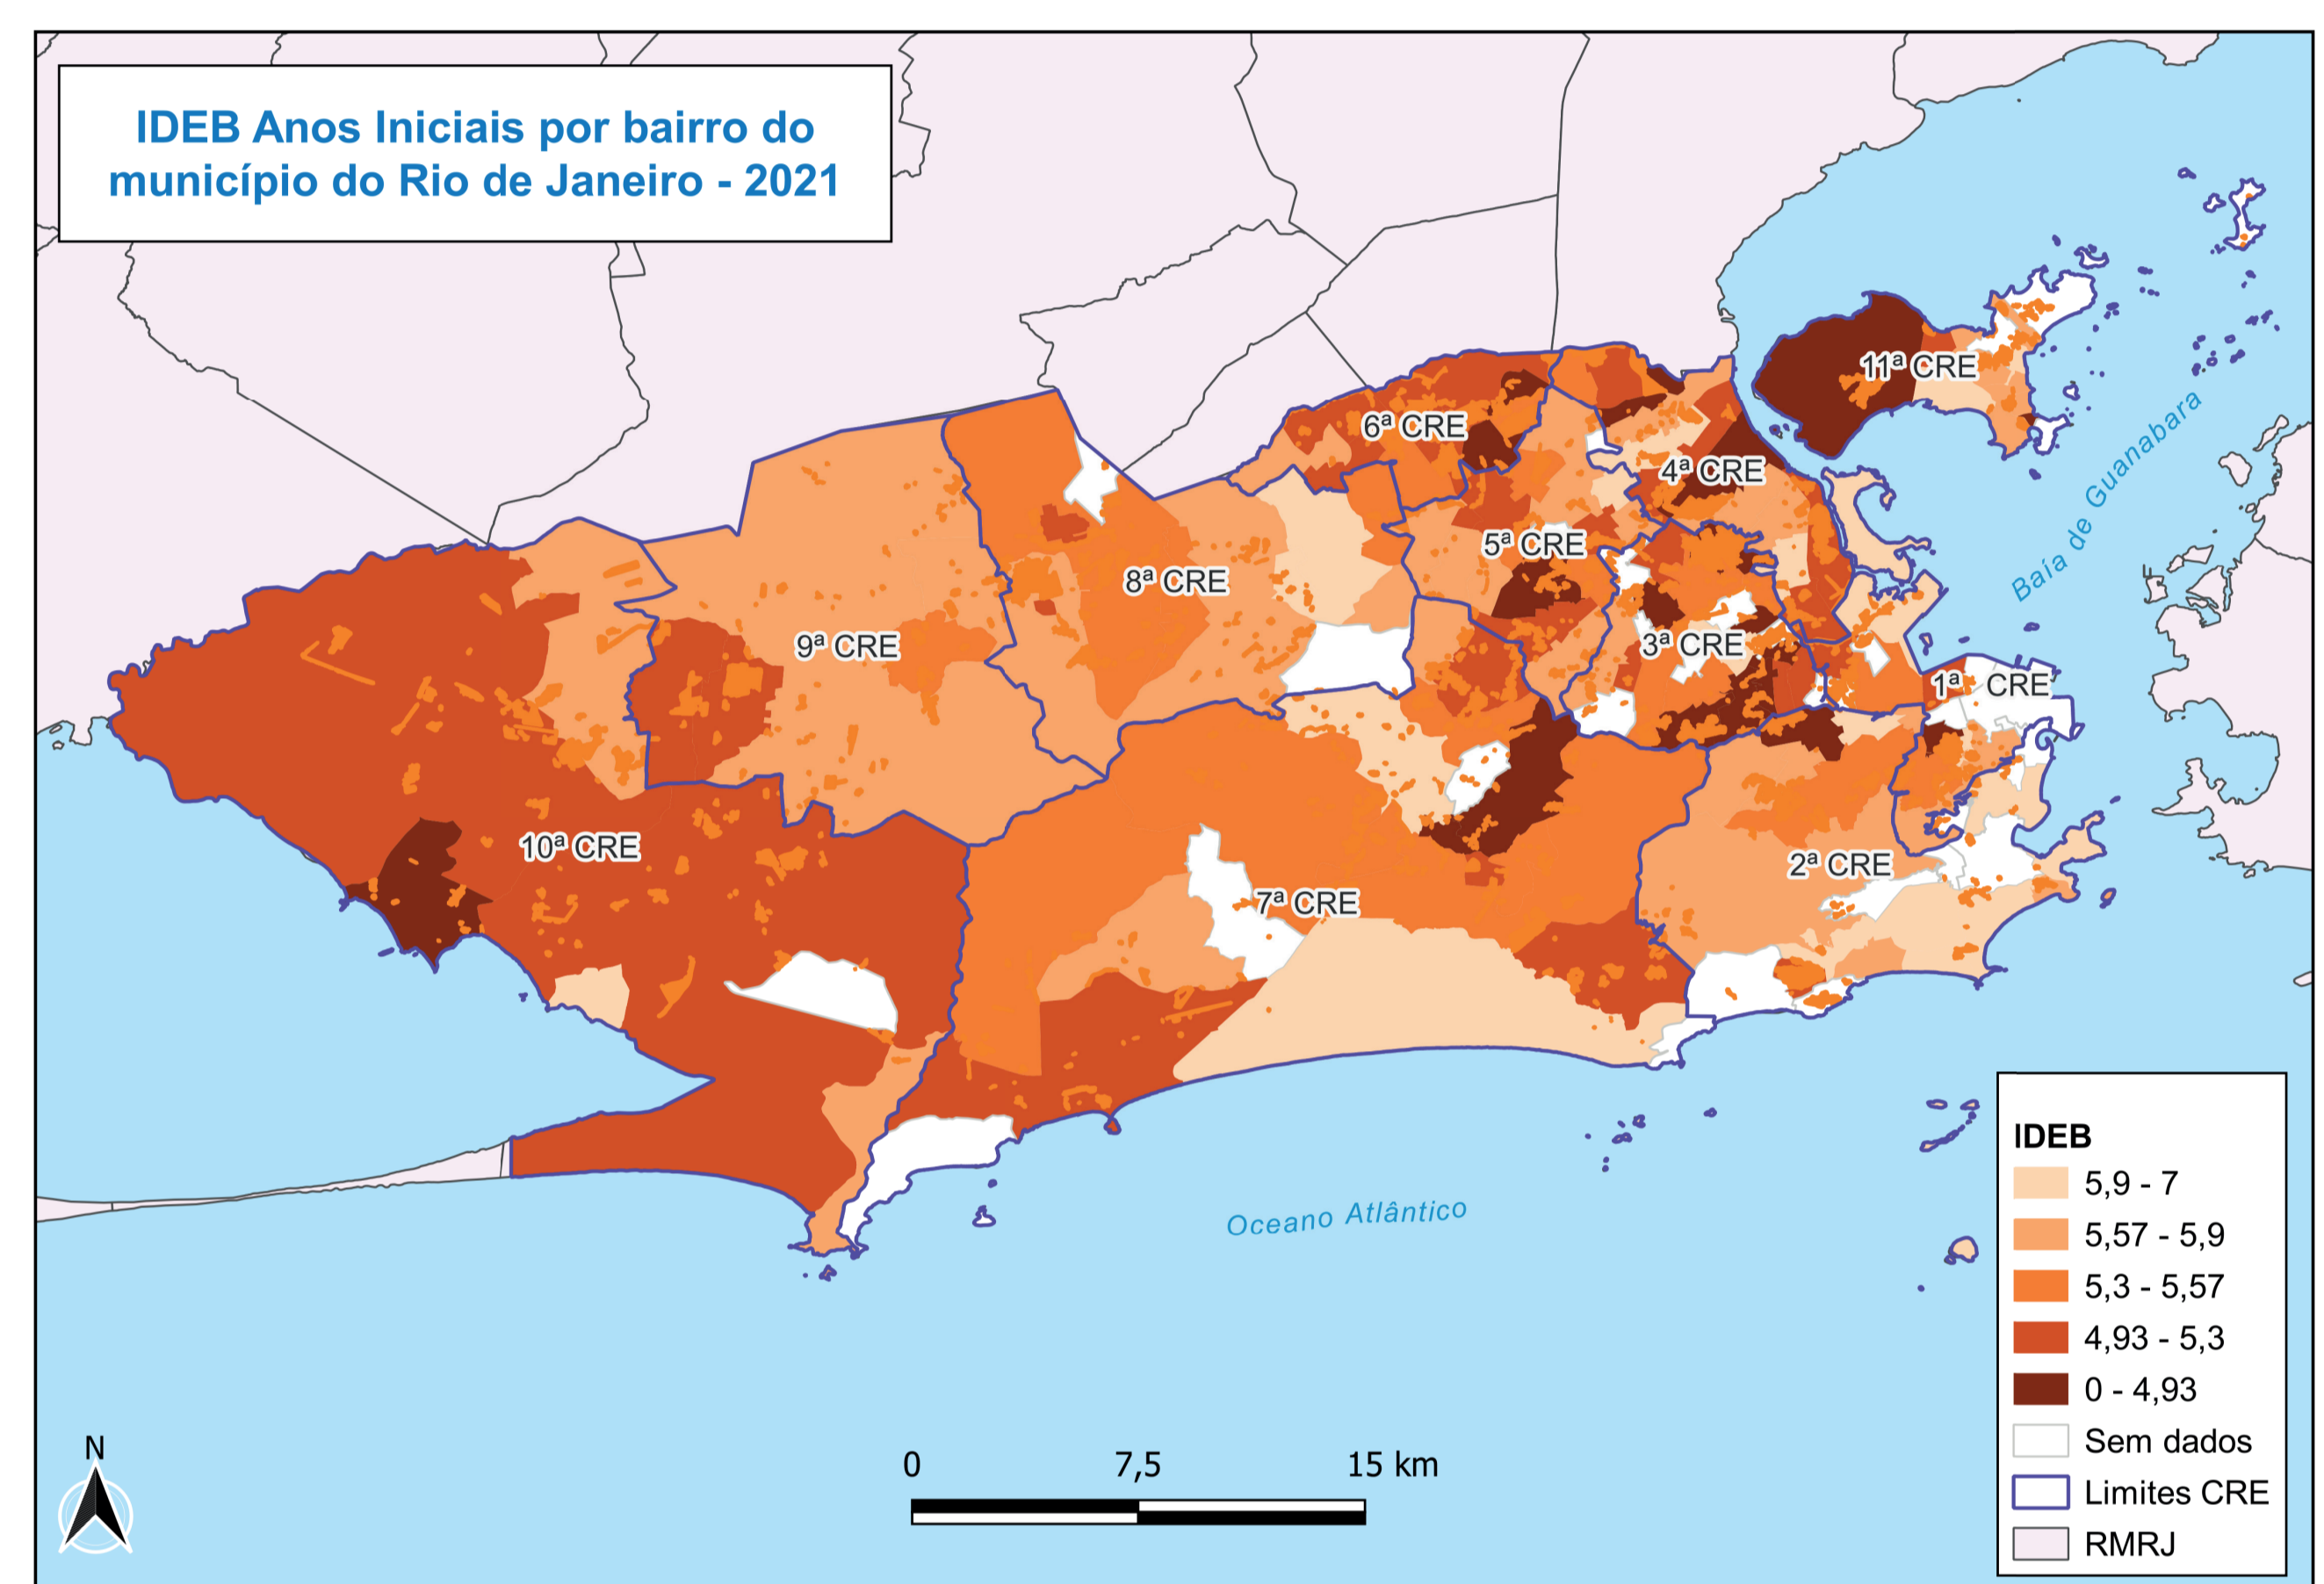 IDEB Anos Iniciais por bairro do
município do Rio de Janeiro - 2021
11ª CRE
6ª CRE
4ª CRE
Baía de Guanabara
5ª CRE
8ª CRE
9ª CRE
3ª CRE
1ª CRE
10ª CRE
2ª CRE
7ª CRE
Oceano Atlântico
IDEB
5,9 - 7
5,57 - 5,9
5,3 - 5,57
4,93 - 5,3
0 - 4,93
Sem dados
Limites CRE
RMRJ
N
0 7,5 15 km